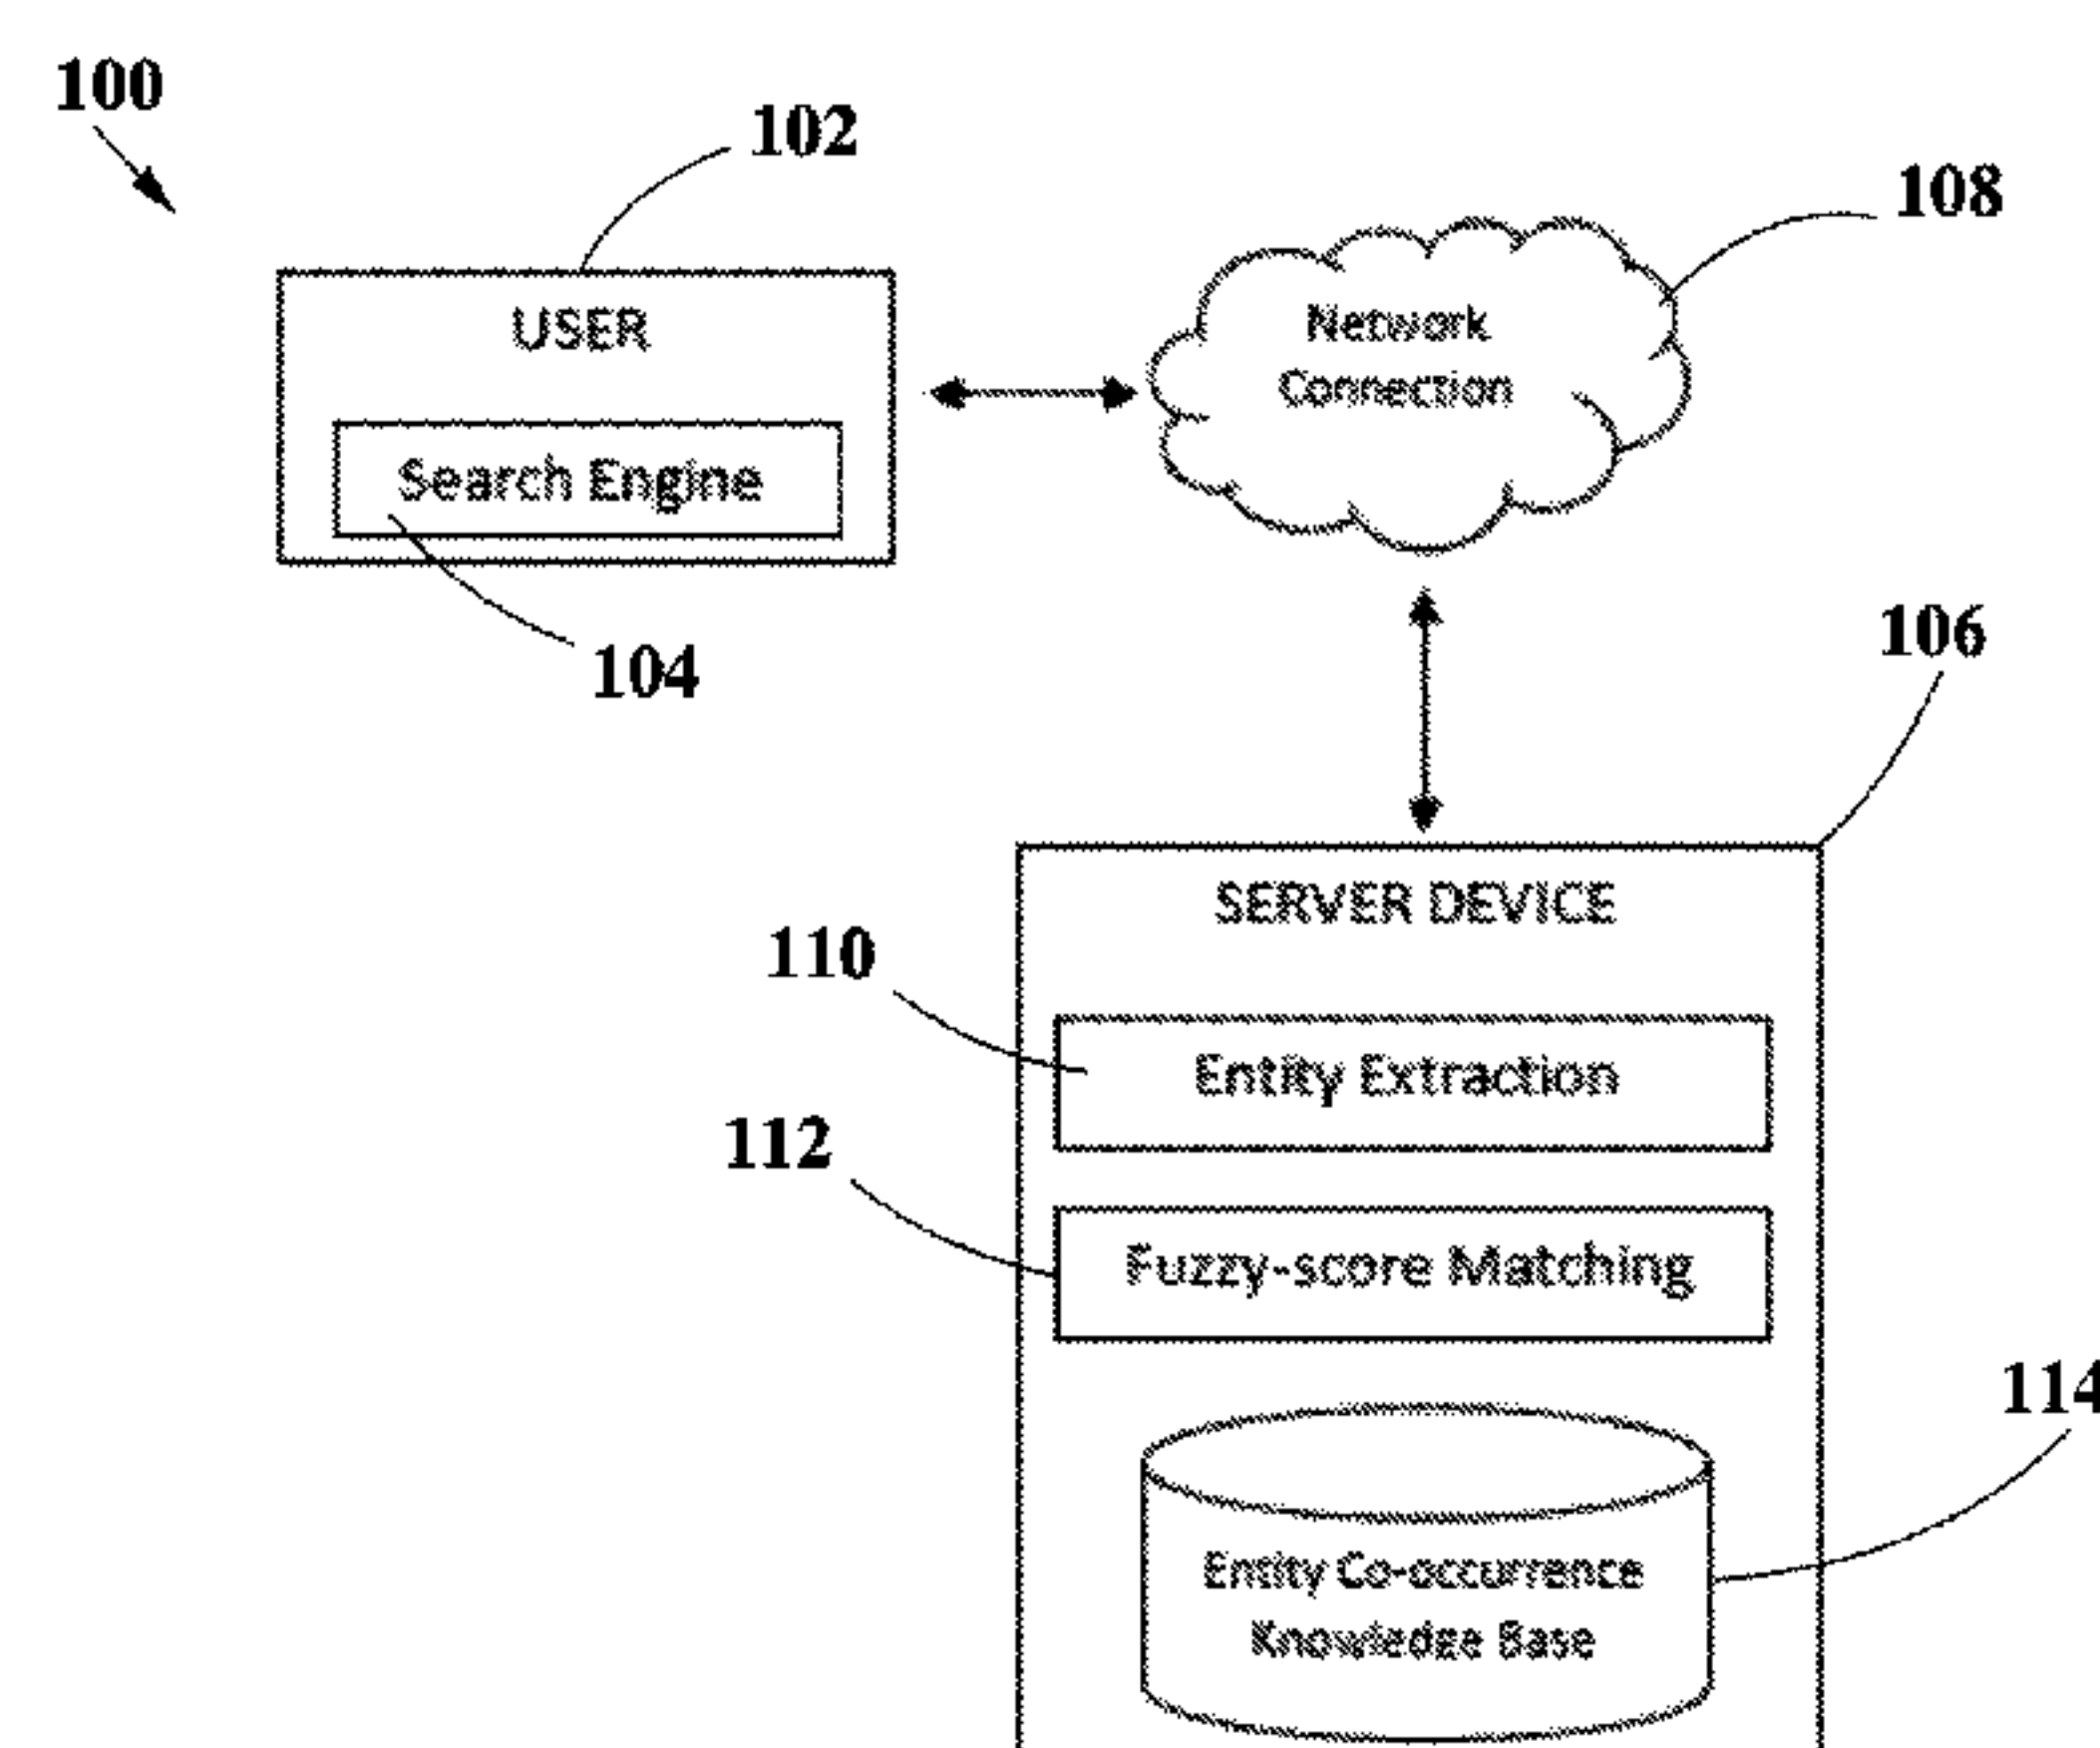 100
102
108
USER
Network
Connection
Search Engine
104
106
SERVER DEVICE
110
Entity Extraction
112
Fuzzy-score Matching
114
Entity Co-occurrence
Knowledge Base